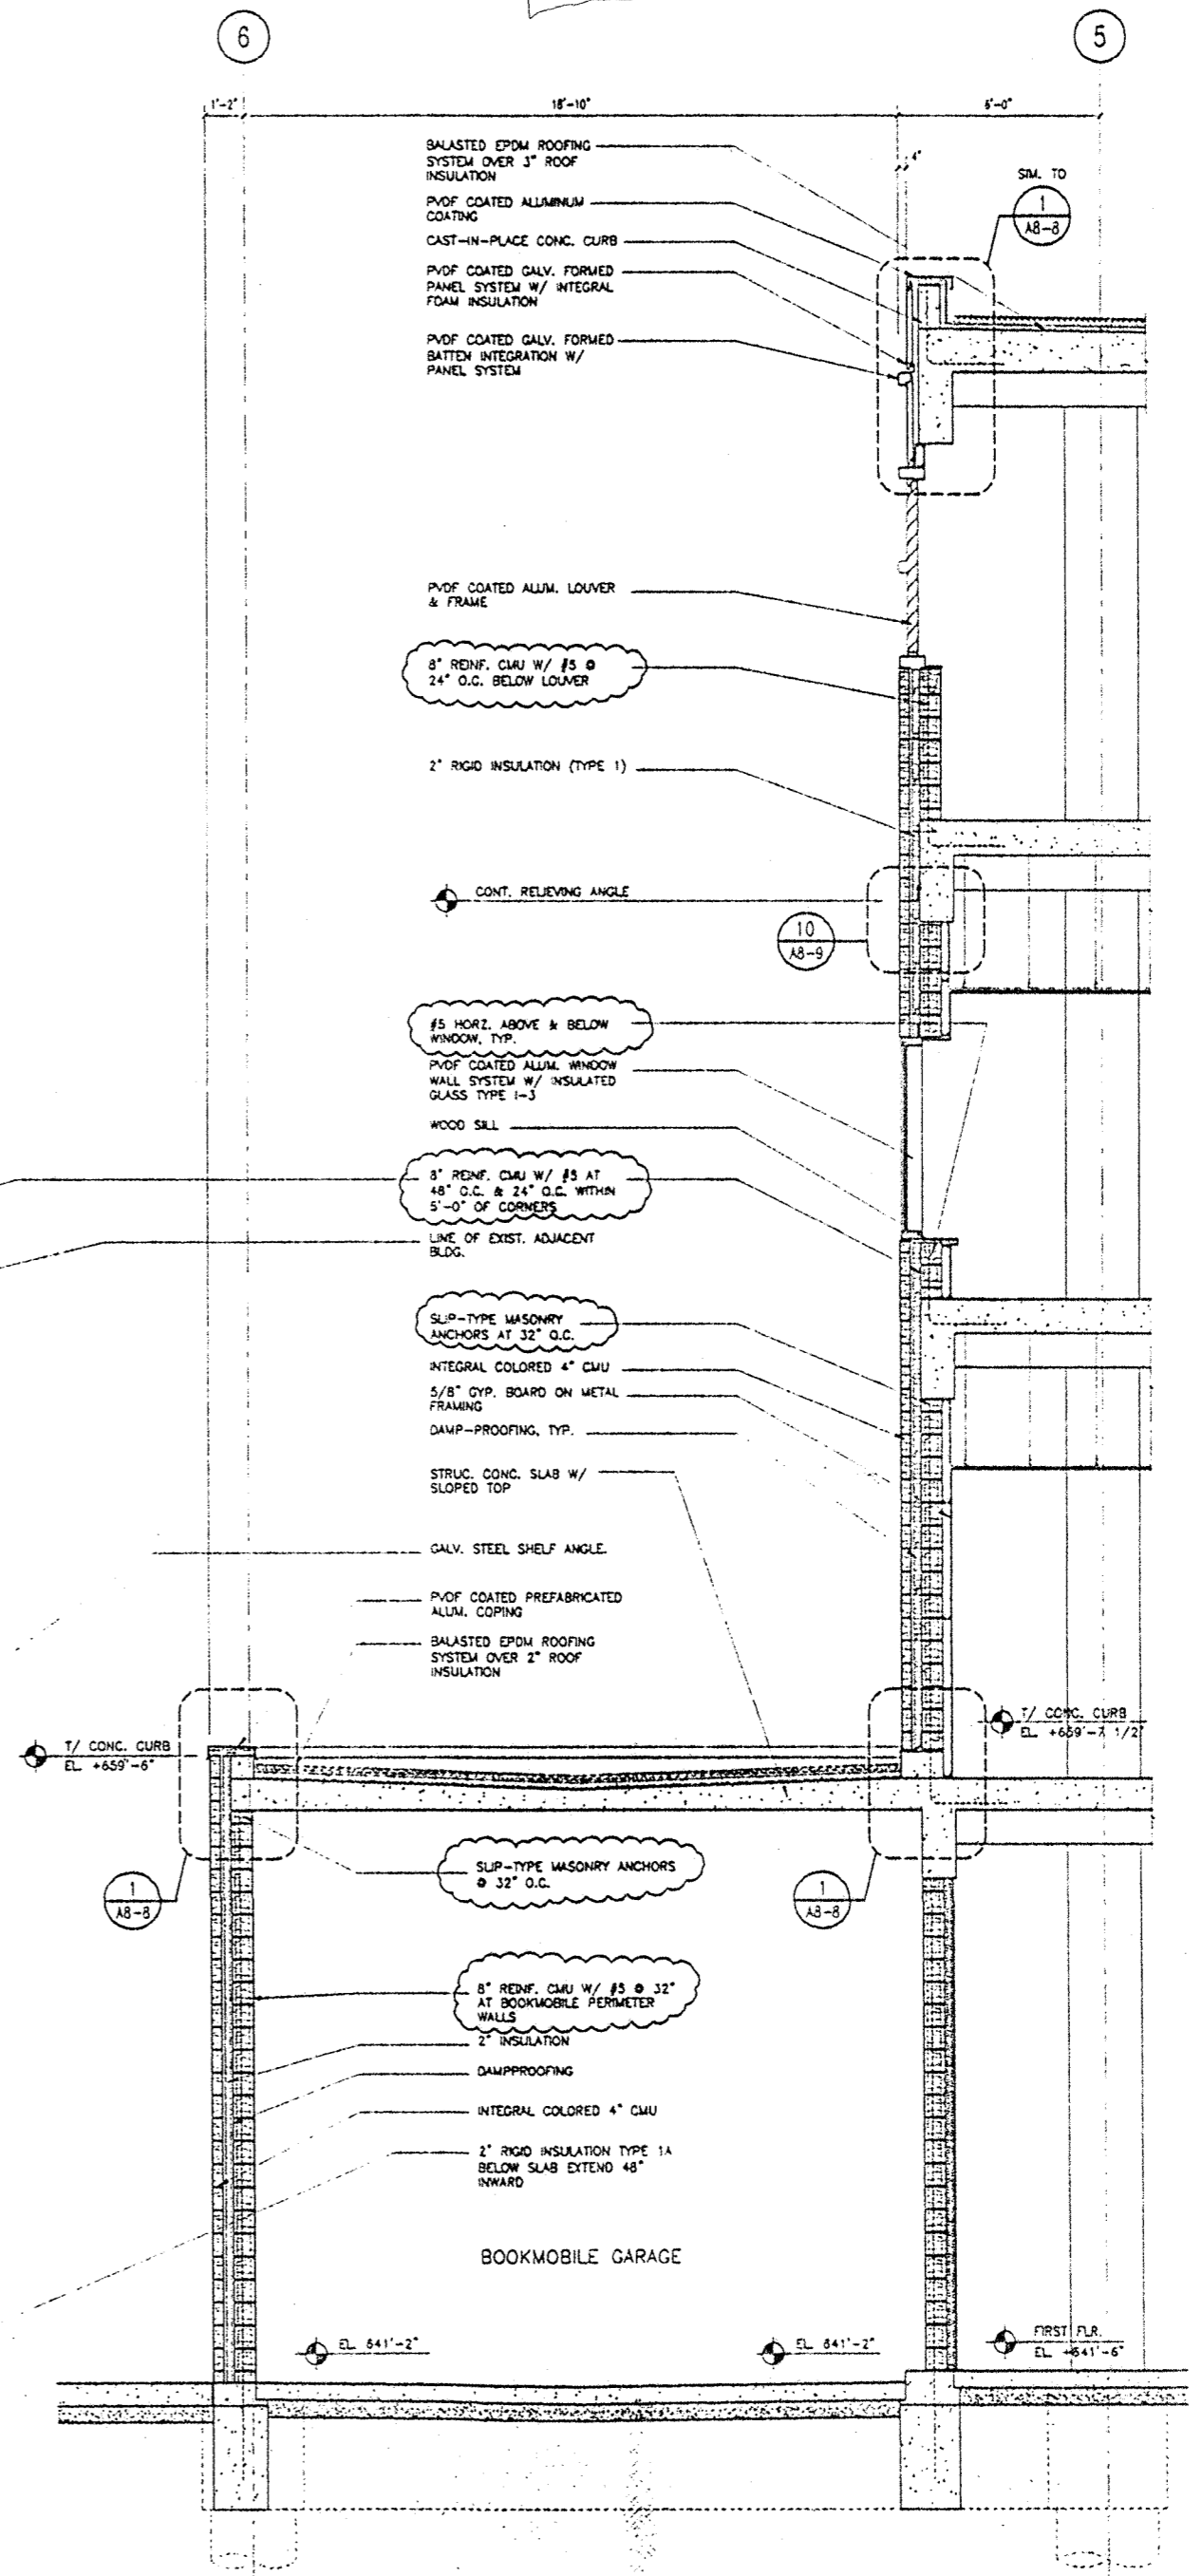 6
5
1'-2"
18'-10"
6'-0"
4"
BALASTED EPDM ROOFING
SYSTEM OVER 3" ROOF
INSULATION
SIM. TO
1
A8-8
PVDF COATED ALUMINUM
COATING
CAST-IN-PLACE CONC. CURB
PVDF COATED GALV. FORMED
PANEL SYSTEM W/ INTEGRAL
FOAM INSULATION
PVDF COATED GALV. FORMED
BATTEN INTEGRATION W/
PANEL SYSTEM
PVDF COATED ALUM. LOUVER
& FRAME
8" REINF. CMU W/ #5 @
24" O.C. BELOW LOUVER
2" RIGID INSULATION (TYPE 1)
CONT. RELIEVING ANGLE
10
A8-9
#5 HORZ. ABOVE & BELOW
WINDOW, TYP.
PVDF COATED ALUM. WINDOW
WALL SYSTEM W/ INSULATED
GLASS TYPE 1-3
WOOD SILL
8" REINF. CMU W/ #5 AT
48" O.C. & 24" O.C. WITHIN
5'-0" OF CORNERS
LINE OF EXIST. ADJACENT
BLDG.
SLIP-TYPE MASONRY
ANCHORS AT 32" O.C.
INTEGRAL COLORED 4" CMU
5/8" GYP. BOARD ON METAL
FRAMING
DAMP-PROOFING, TYP.
STRUC. CONC. SLAB W/
SLOPED TOP
GALV. STEEL SHELF ANGLE.
PVDF COATED PREFABRICATED
ALUM. COPING
BALASTED EPDM ROOFING
SYSTEM OVER 2" ROOF
INSULATION
T/ CONC. CURB
EL. +659'-6"
T/ CONC. CURB
EL. +659'-7 1/2"
1
A8-8
SLIP-TYPE MASONRY ANCHORS
@ 32" O.C.
1
A8-8
8" REINF. CMU W/ #5 @ 32"
AT BOOKMOBILE PERIMETER
WALLS
2" INSULATION
DAMPPROOFING
INTEGRAL COLORED 4" CMU
2" RIGID INSULATION TYPE 1A
BELOW SLAB EXTEND 48"
INWARD
BOOKMOBILE GARAGE
EL. 641'-2"
EL. 641'-2"
FIRST FLR.
EL. +641'-6"